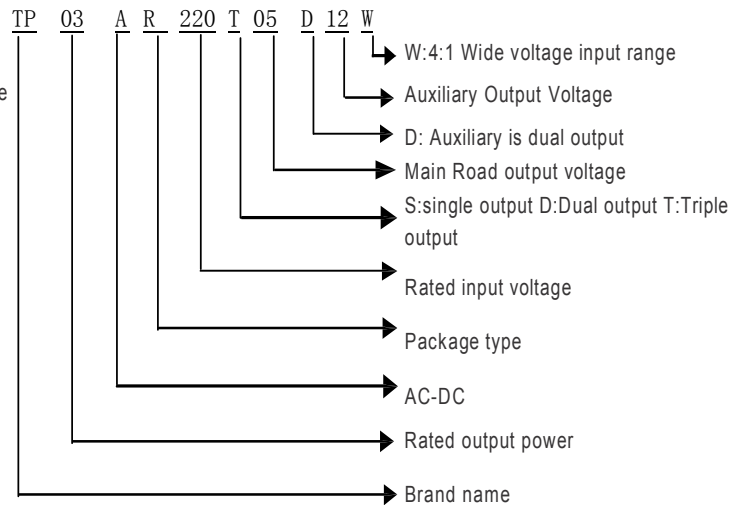 TP 03 A R 220 T 05 D 12 W
W:4:1 Wide voltage input range
e
Auxiliary Output Voltage
D: Auxiliary is dual output
Main Road output voltage
S:single output D:Dual output T:Triple
output
Rated input voltage
Package type
AC-DC
Rated output power
Brand name